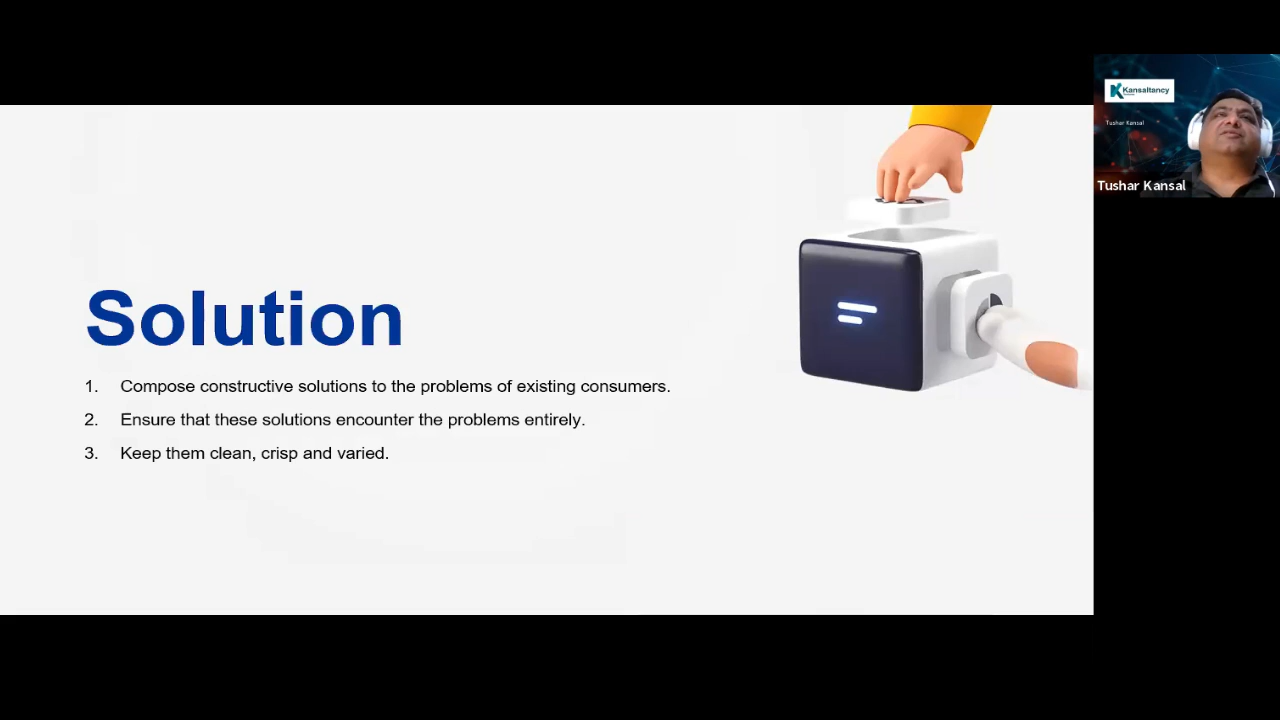 Solution
1. Compose constructive solutions to the problems of existing consumers.
2. Ensure that these solutions encounter the problems entirely.
3. Keep them clean, crisp and varied.
Kansaltancy
Tushar Kansal
Tushar Kansal